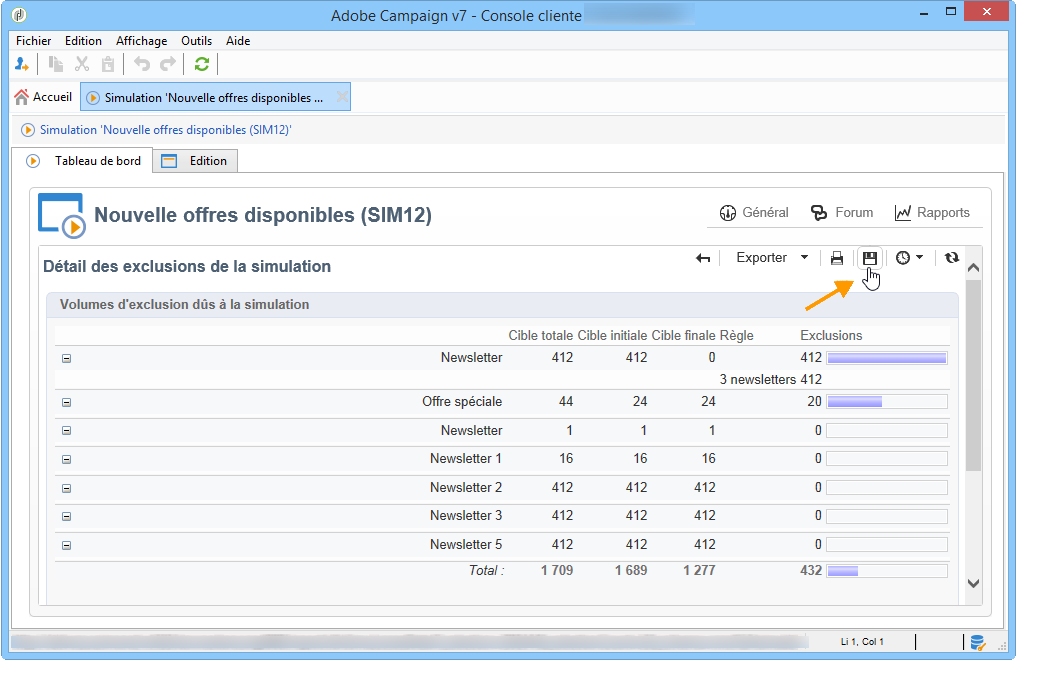 Adobe Campaign v7 - Console cliente
Fichier Edition Affichage Outils Aide
Accueil Simulation 'Nouvelle offres disponibles ...
Simulation 'Nouvelle offres disponibles (SIM12)'
Tableau de bord Edition
Nouvelle offres disponibles (SIM12) Général Forum Rapports
Détail des exclusions de la simulation Exporter
Volumes d'exclusion dûs à la simulation
Cible totale Cible initiale Cible finale Règle Exclusions
Newsletter 412 412 0 412
3 newsletters 412
Offre spéciale 44 24 24 20
Newsletter 1 1 1 0
Newsletter 1 16 16 16 0
Newsletter 2 412 412 412 0
Newsletter 3 412 412 412 0
Newsletter 5 412 412 412 0
Total : 1 709 1 689 1 277 432
Li 1, Col 1